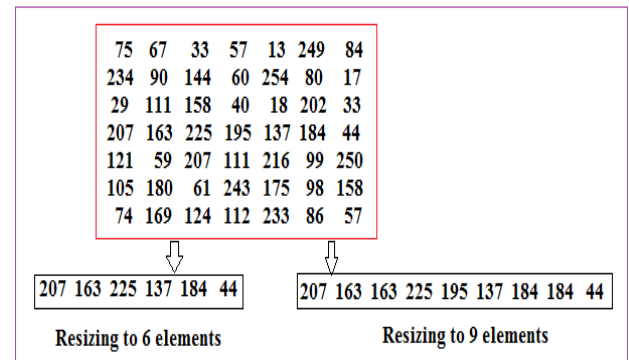 75 67 33 57 13 249 84
234 90 144 60 254 80 17
29 111 158 40 18 202 33
207 163 225 195 137 184 44
121 59 207 111 216 99 250
105 180 61 243 175 98 158
74 169 124 112 233 86 57
207 163 225 137 184 44
207 163 163 225 195 137 184 184 44
Resizing to 6 elements
Resizing to 9 elements